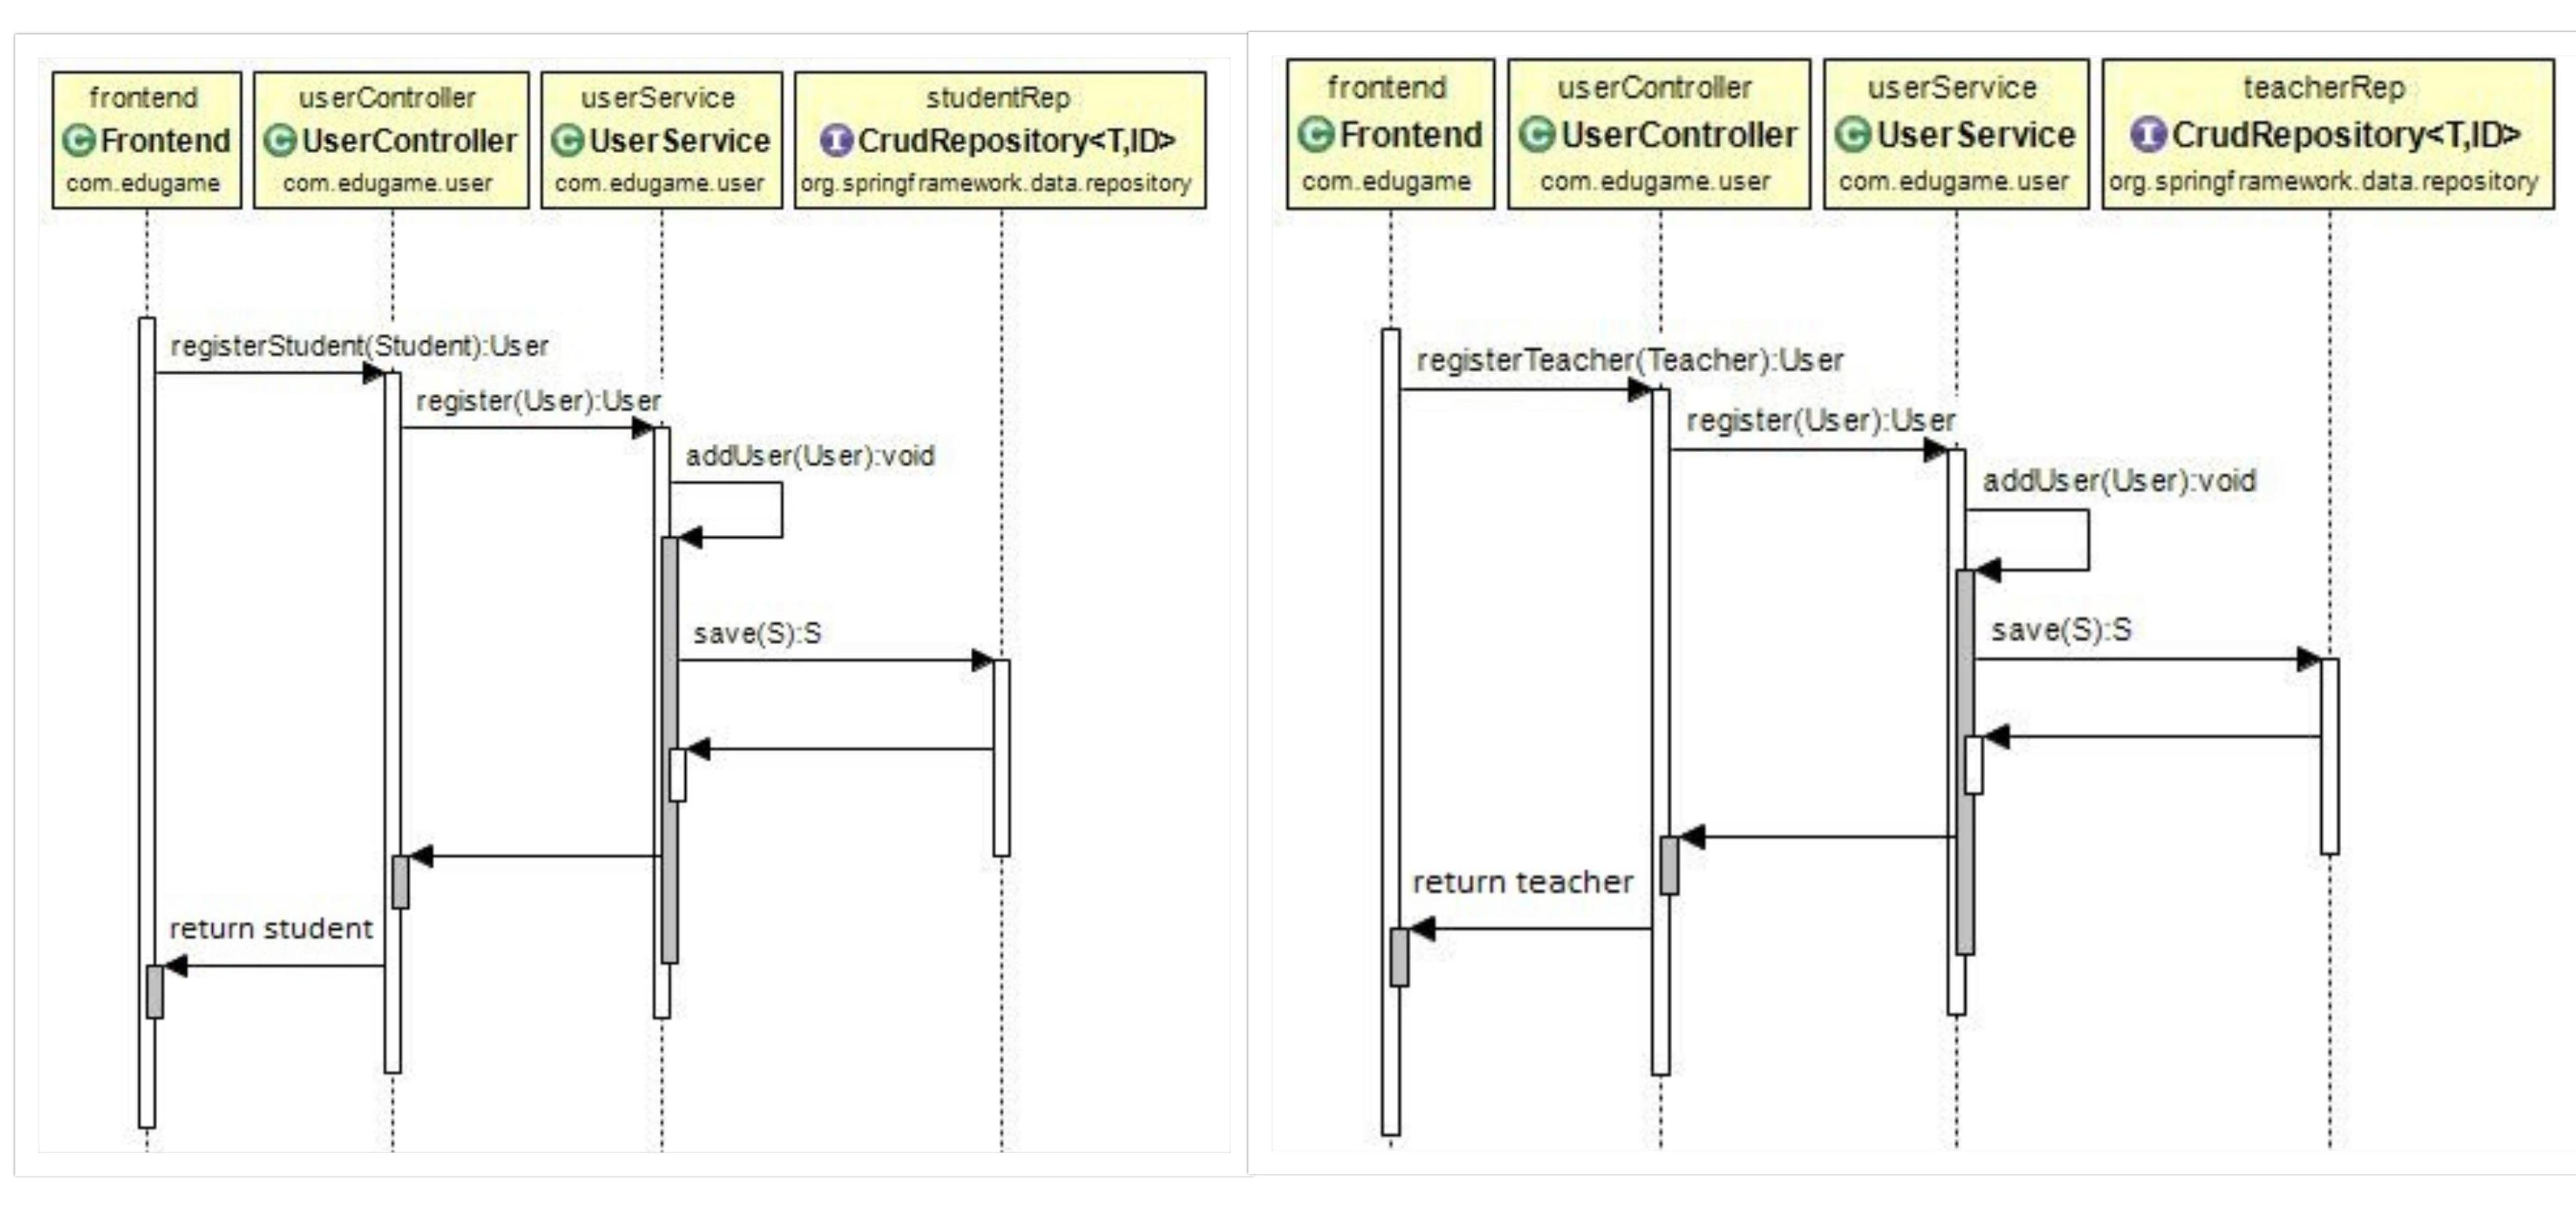 frontend
Frontend
com.edugame
userController
UserController
com.edugame.user
userService
UserService
com.edugame.user
studentRep
CrudRepository<T,ID>
org.springframework.data.repository
registerStudent(Student):User
register(User):User
addUser(User):void
save(S):S
return student
frontend
Frontend
com.edugame
userController
UserController
com.edugame.user
userService
UserService
com.edugame.user
teacherRep
CrudRepository<T,ID>
org.springframework.data.repository
registerTeacher(Teacher):User
register(User):User
addUser(User):void
save(S):S
return teacher